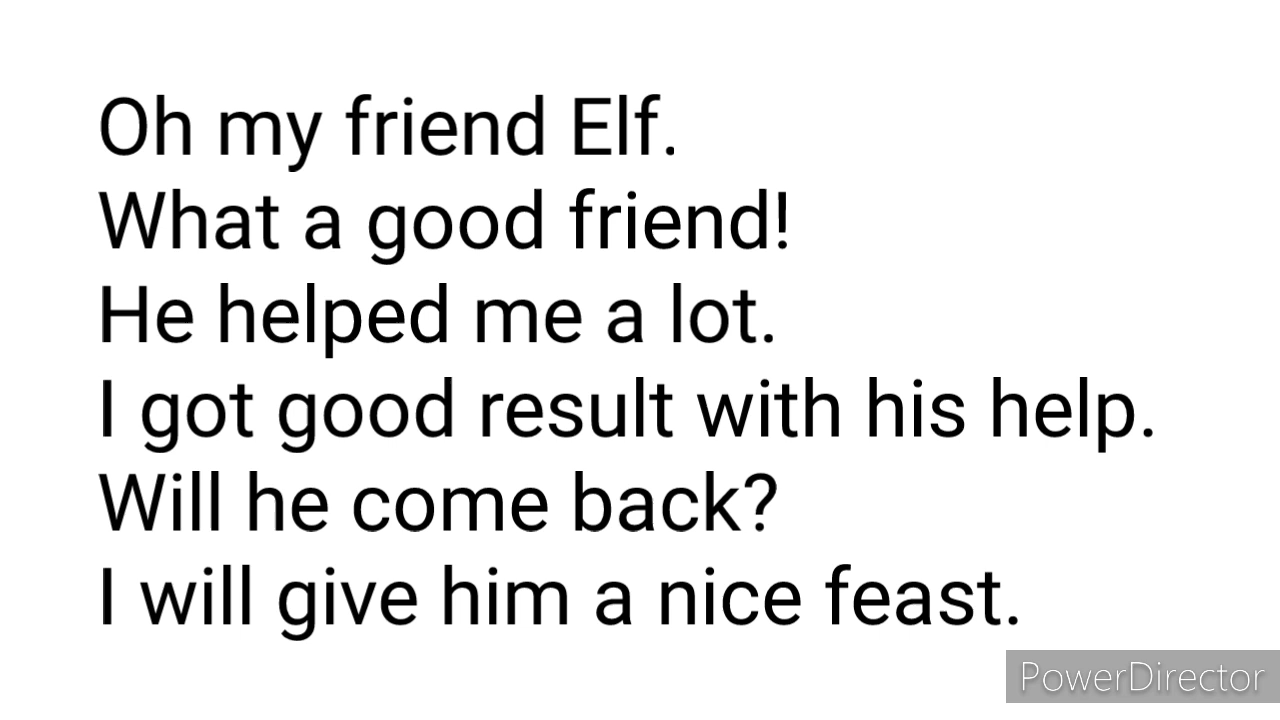 Oh my friend Elf.
What a good friend!
He helped me a lot.
I got good result with his help.
Will he come back?
I will give him a nice feast.
PowerDirector